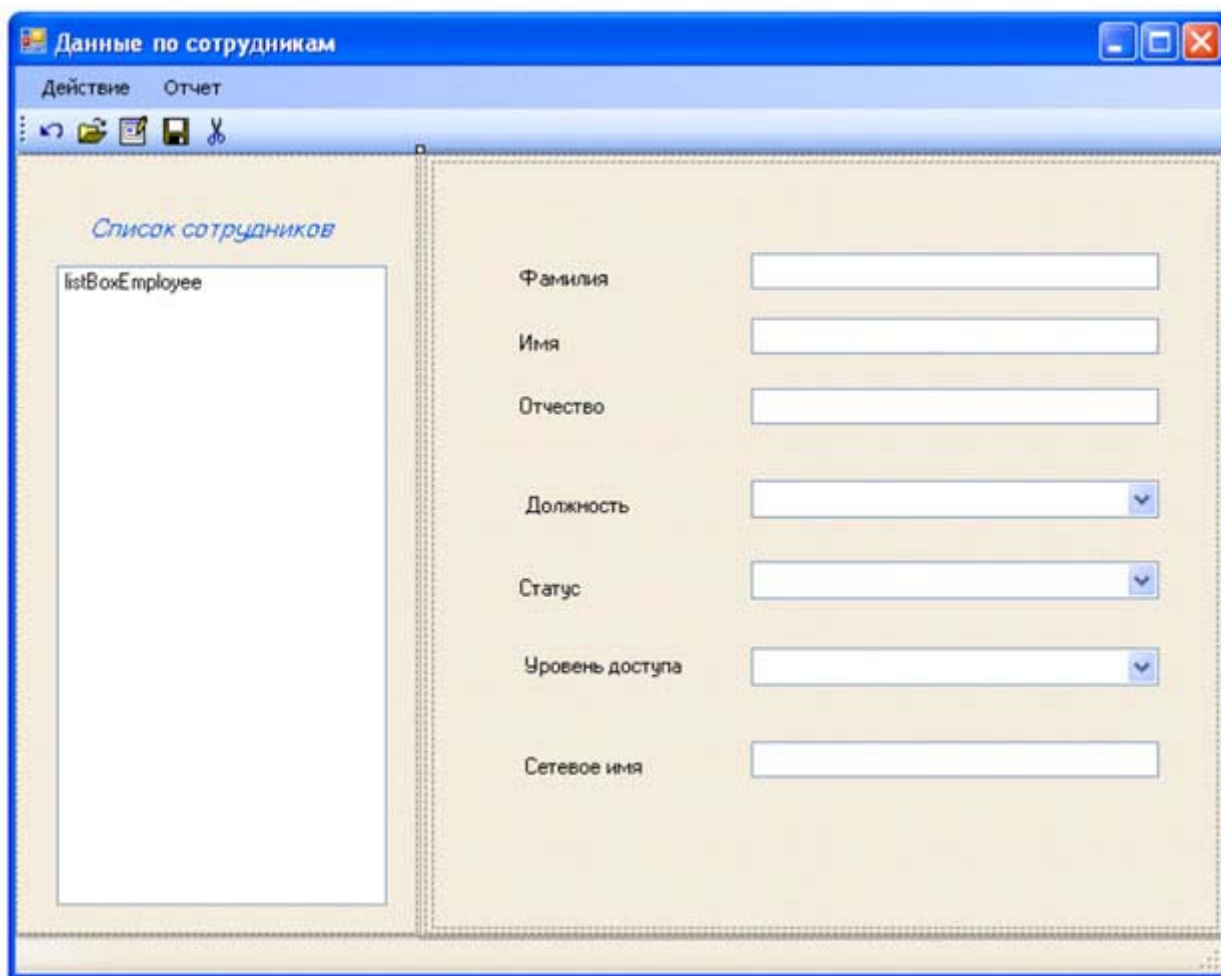 Данные по сотрудникам
Действие Отчет
Список сотрудников
listBoxEmployee
Фамилия
Имя
Отчество
Должность
Статус
Уровень доступа
Сетевое имя